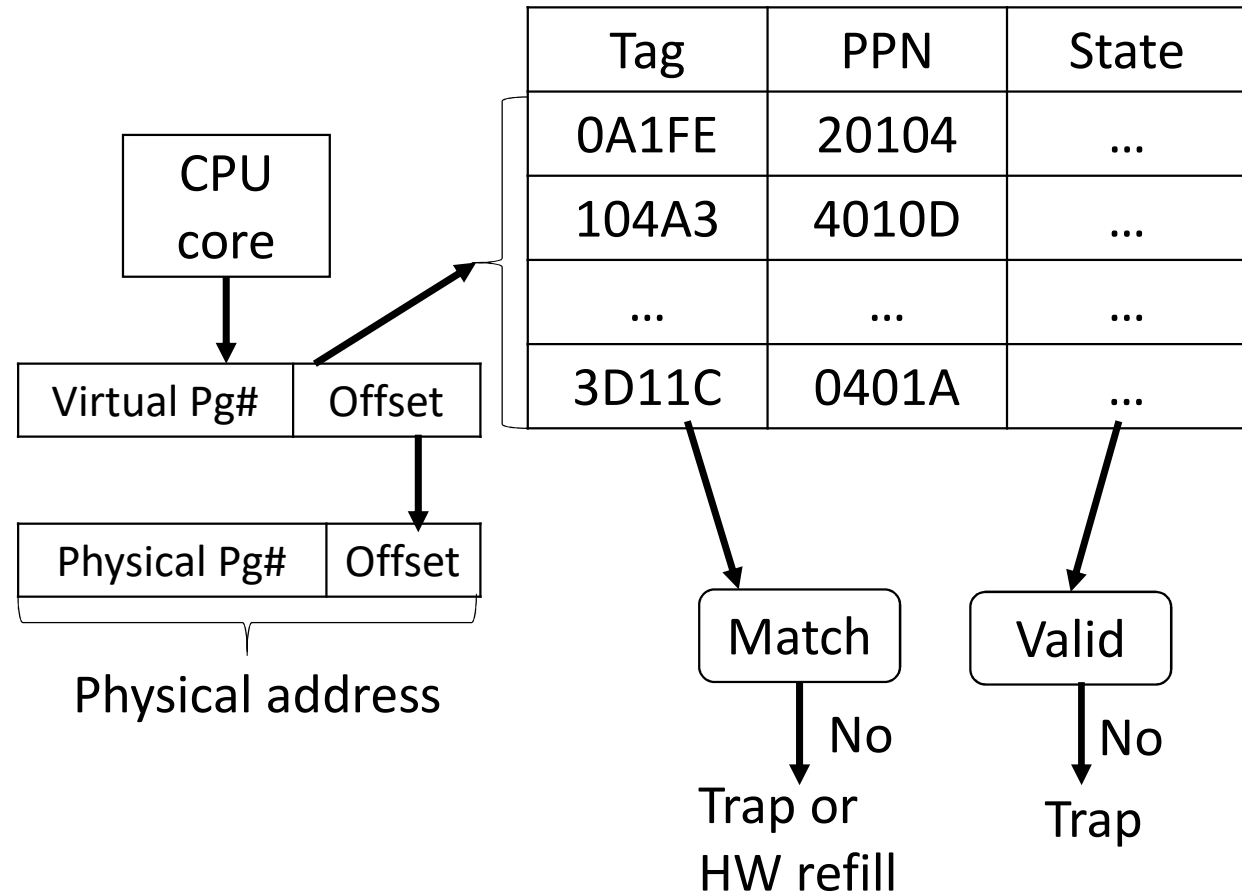 Tag PPN State
0A1FE 20104 ...
104A3 4010D ...
... ... ...
3D11C 0401A ...
CPU
core
Virtual Pg# Offset
Physical Pg# Offset
Physical address
Match
No
Trap or
HW refill
Valid
No
Trap